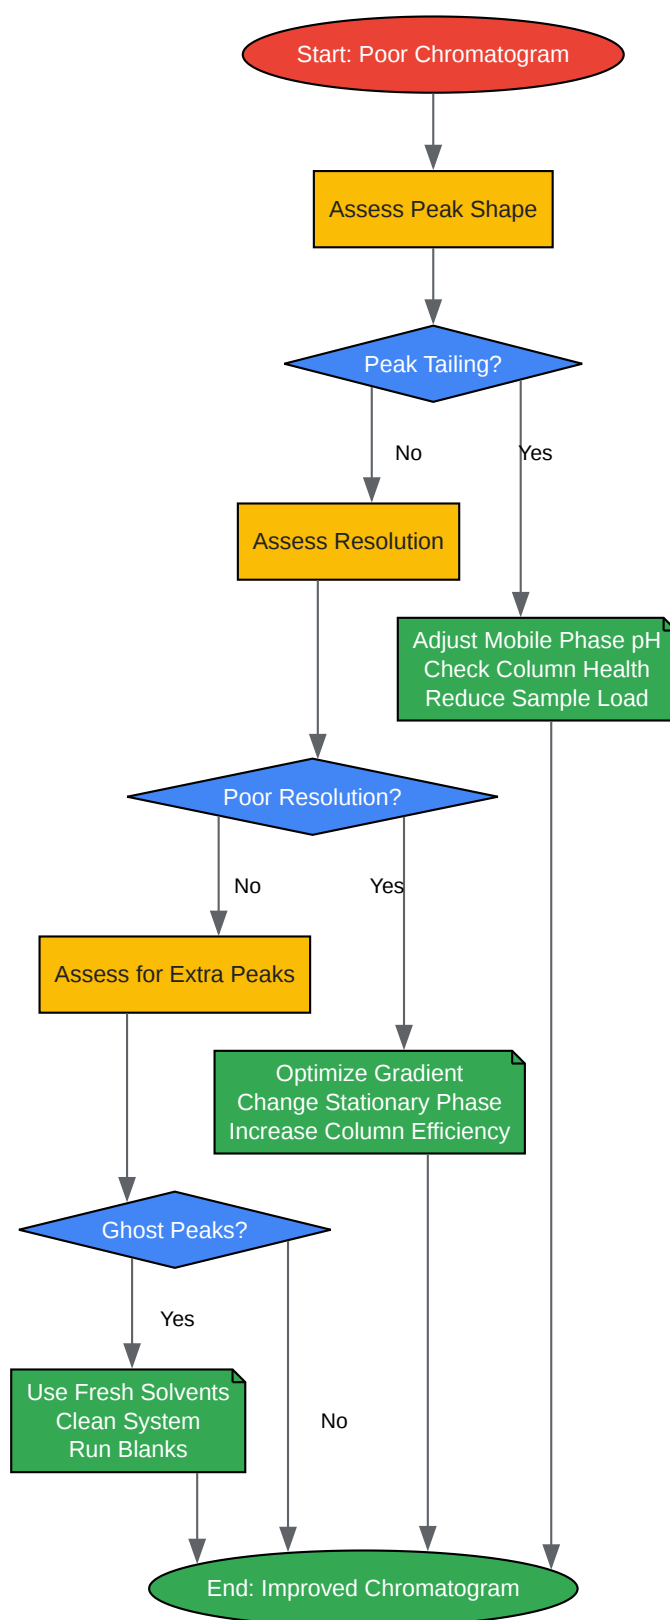 Start: Poor Chromatogram
Assess Peak Shape
Peak Tailing?
No
Yes
Assess Resolution
Adjust Mobile Phase pH
Check Column Health
Reduce Sample Load
Poor Resolution?
No
Yes
Assess for Extra Peaks
Optimize Gradient
Change Stationary Phase
Increase Column Efficiency
Ghost Peaks?
Yes
Use Fresh Solvents
Clean System
Run Blanks
No
End: Improved Chromatogram